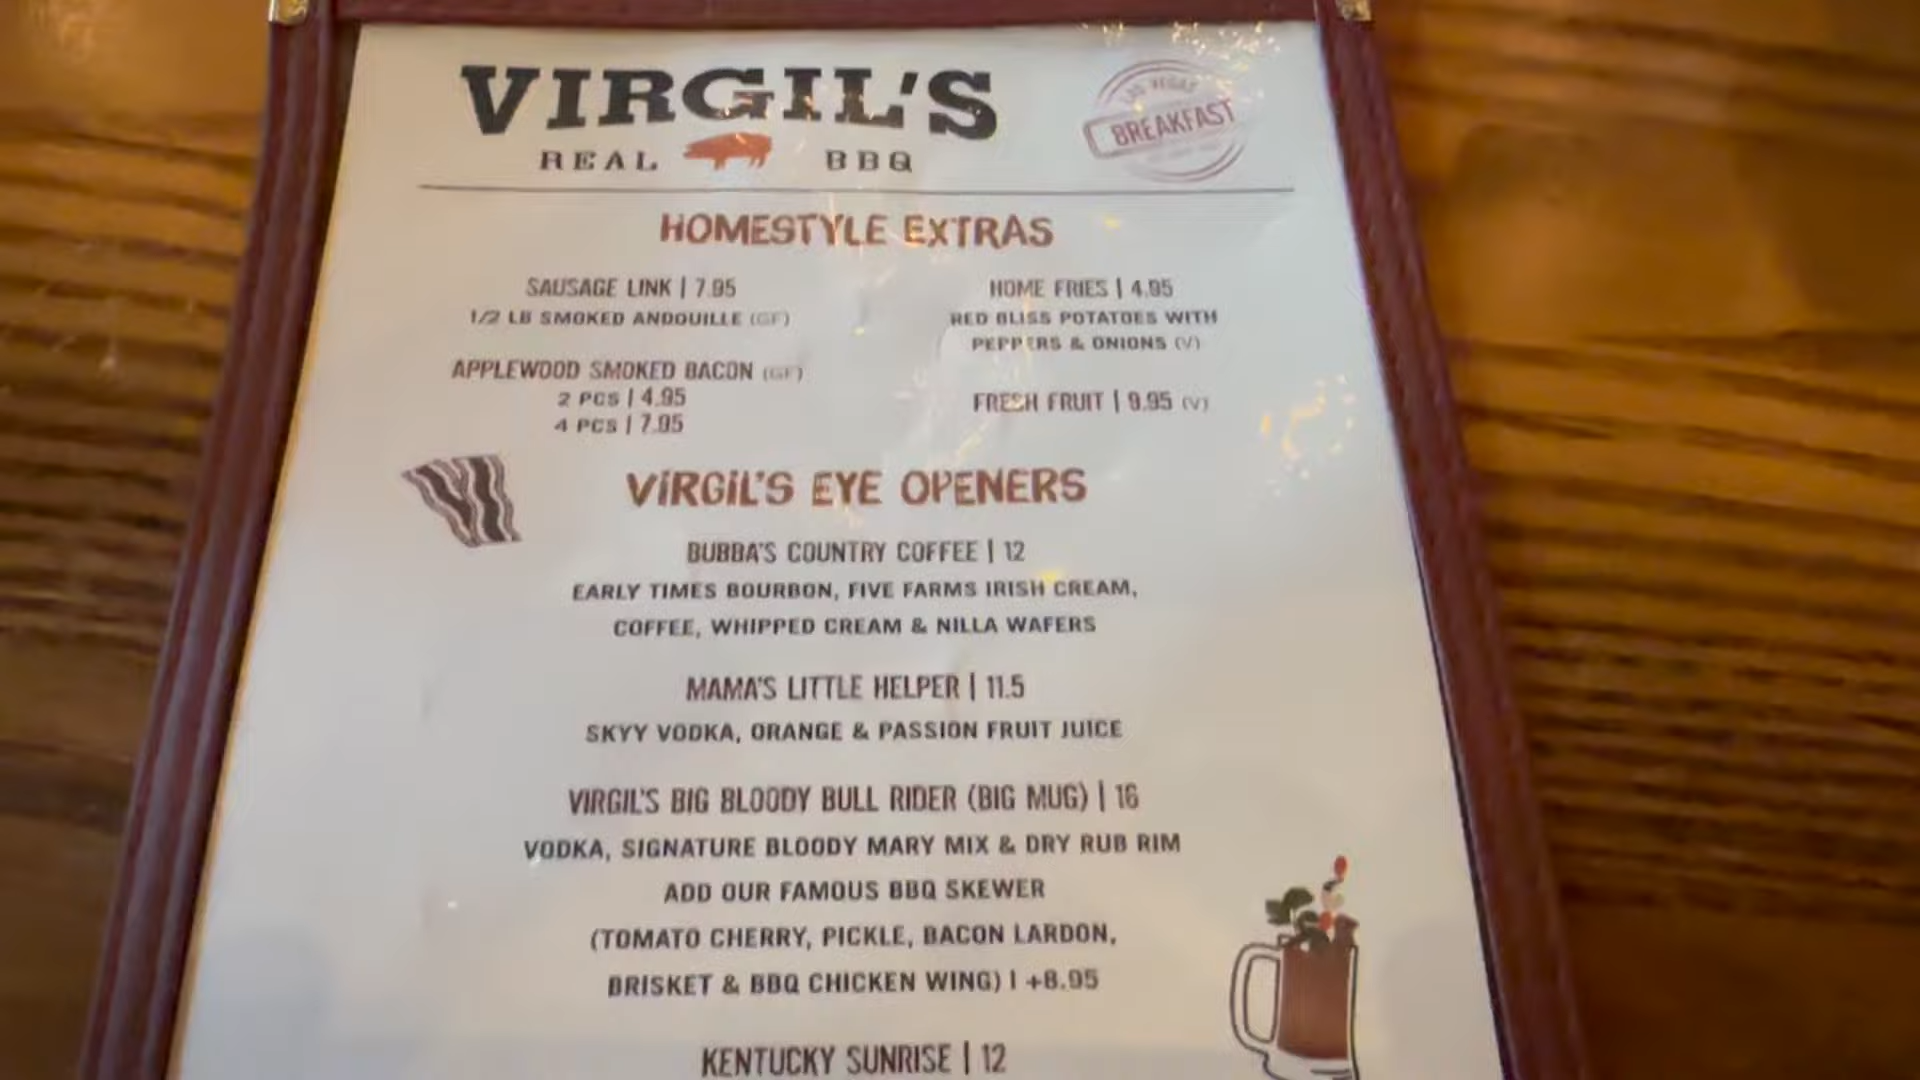 VIRGIL'S
REAL BBQ
LAS VEGAS
BREAKFAST
HOMESTYLE EXTRAS
SAUSAGE LINK | 7.95
1/2 LB SMOKED ANDOUILLE (GF)
APPLEWOOD SMOKED BACON (GF)
2 PCS | 4.95
4 PCS | 7.95
HOME FRIES | 4.95
RED BLISS POTATOES WITH
PEPPERS & ONIONS (V)
FRESH FRUIT | 9.95 (V)
VIRGIL'S EYE OPENERS
BUBBA'S COUNTRY COFFEE | 12
EARLY TIMES BOURBON, FIVE FARMS IRISH CREAM,
COFFEE, WHIPPED CREAM & NILLA WAFERS
MAMA'S LITTLE HELPER | 11.5
SKYY VODKA, ORANGE & PASSION FRUIT JUICE
VIRGIL'S BIG BLOODY BULL RIDER (BIG MUG) | 16
VODKA, SIGNATURE BLOODY MARY MIX & DRY RUB RIM
ADD OUR FAMOUS BBQ SKEWER
(TOMATO CHERRY, PICKLE, BACON LARDON,
BRISKET & BBQ CHICKEN WING) | +8.95
KENTUCKY SUNRISE | 12